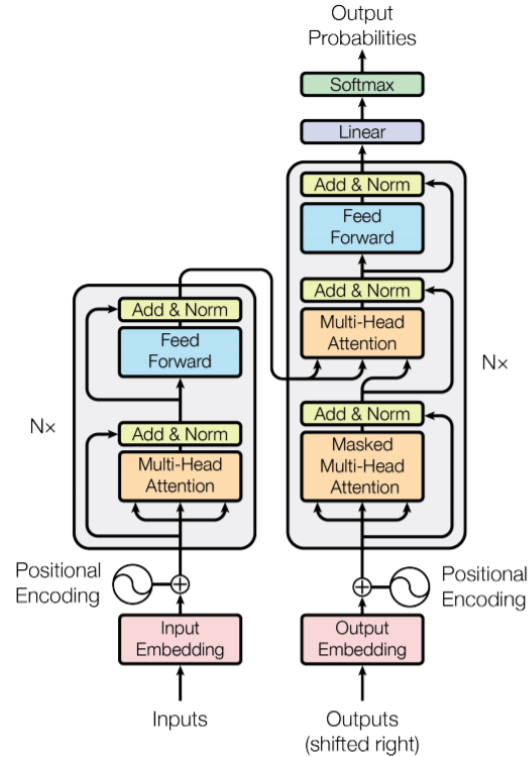 Output
Probabilities
Softmax
Linear
Add & Norm
Feed
Forward
Add & Norm
Multi-Head
Attention
Add & Norm
Masked
Multi-Head
Attention
N×
Add & Norm
Feed
Forward
Add & Norm
Multi-Head
Attention
N×
Positional
Encoding
Positional
Encoding
Input
Embedding
Output
Embedding
Inputs
Outputs
(shifted right)